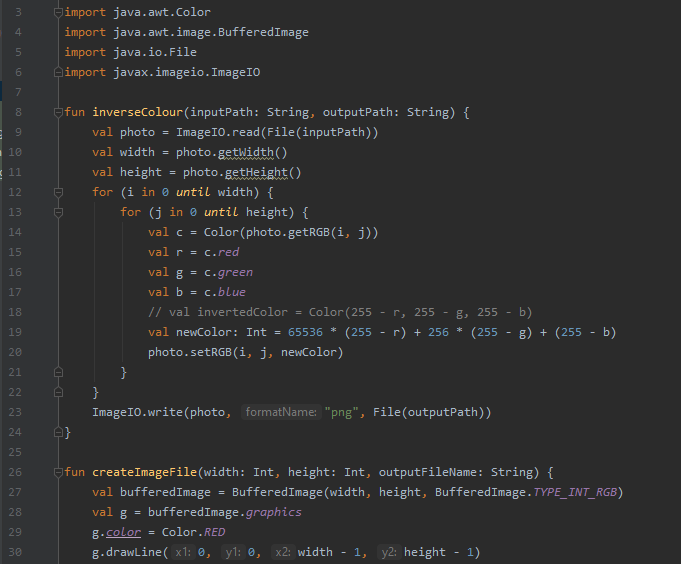 3 import java.awt.Color
4 import java.awt.image.BufferedImage
5 import java.io.File
6 import javax.imageio.ImageIO
7
8 fun inverseColour(inputPath: String, outputPath: String) {
9     val photo = ImageIO.read(File(inputPath))
10     val width = photo.getWidth()
11     val height = photo.getHeight()
12     for (i in 0 until width) {
13         for (j in 0 until height) {
14             val c = Color(photo.getRGB(i, j))
15             val r = c.red
16             val g = c.green
17             val b = c.blue
18             // val invertedColor = Color(255 - r, 255 - g, 255 - b)
19             val newColor: Int = 65536 * (255 - r) + 256 * (255 - g) + (255 - b)
20             photo.setRGB(i, j, newColor)
21         }
22     }
23     ImageIO.write(photo, formatName: "png", File(outputPath))
24 }
25
26 fun createImageFile(width: Int, height: Int, outputFileName: String) {
27     val bufferedImage = BufferedImage(width, height, BufferedImage.TYPE_INT_RGB)
28     val g = bufferedImage.graphics
29     g.color = Color.RED
30     g.drawLine( x1: 0, y1: 0, x2: width - 1, y2: height - 1)